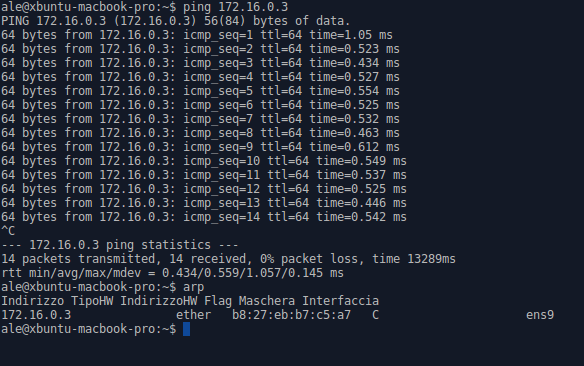 ale@xbuntu-macbook-pro:~$ ping 172.16.0.3
PING 172.16.0.3 (172.16.0.3) 56(84) bytes of data.
64 bytes from 172.16.0.3: icmp_seq=1 ttl=64 time=1.05 ms
64 bytes from 172.16.0.3: icmp_seq=2 ttl=64 time=0.523 ms
64 bytes from 172.16.0.3: icmp_seq=3 ttl=64 time=0.434 ms
64 bytes from 172.16.0.3: icmp_seq=4 ttl=64 time=0.527 ms
64 bytes from 172.16.0.3: icmp_seq=5 ttl=64 time=0.554 ms
64 bytes from 172.16.0.3: icmp_seq=6 ttl=64 time=0.525 ms
64 bytes from 172.16.0.3: icmp_seq=7 ttl=64 time=0.532 ms
64 bytes from 172.16.0.3: icmp_seq=8 ttl=64 time=0.463 ms
64 bytes from 172.16.0.3: icmp_seq=9 ttl=64 time=0.612 ms
64 bytes from 172.16.0.3: icmp_seq=10 ttl=64 time=0.549 ms
64 bytes from 172.16.0.3: icmp_seq=11 ttl=64 time=0.537 ms
64 bytes from 172.16.0.3: icmp_seq=12 ttl=64 time=0.525 ms
64 bytes from 172.16.0.3: icmp_seq=13 ttl=64 time=0.446 ms
64 bytes from 172.16.0.3: icmp_seq=14 ttl=64 time=0.542 ms
^C
--- 172.16.0.3 ping statistics ---
14 packets transmitted, 14 received, 0% packet loss, time 13289ms
rtt min/avg/max/mdev = 0.434/0.559/1.057/0.145 ms
ale@xbuntu-macbook-pro:~$ arp
Indirizzo TipoHW IndirizzoHW Flag Maschera Interfaccia
172.16.0.3               ether   b8:27:eb:b7:c5:a7   C                     ens9
ale@xbuntu-macbook-pro:~$